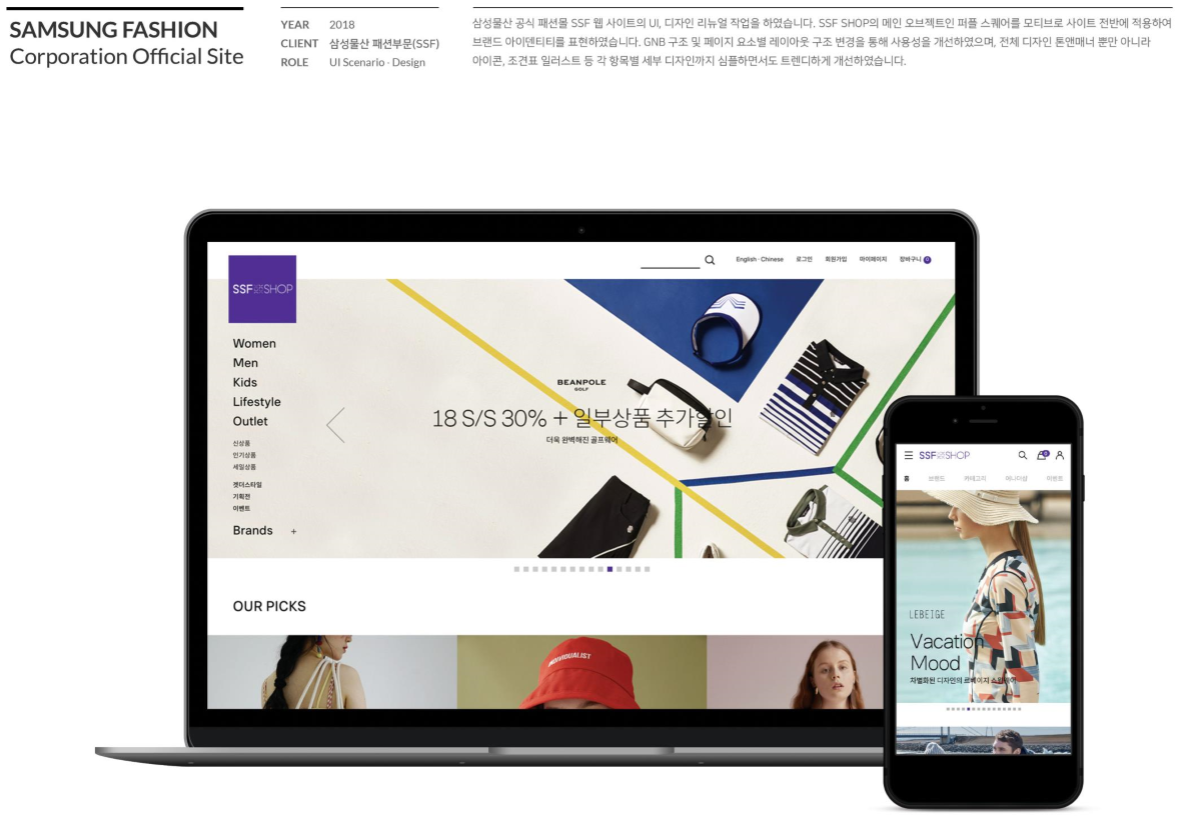 SAMSUNG FASHION
Corporation Official Site
YEAR 2018
CLIENT 삼성물산 패션부문(SSF)
ROLE UI Scenario · Design
삼성물산 공식 패션몰 SSF 웹 사이트의 UI, 디자인 리뉴얼 작업을 하였습니다. SSF SHOP의 메인 오브젝트인 퍼플 스퀘어를 모티브로 사이트 전반에 적용하여
브랜드 아이덴티티를 표현하였습니다. GNB 구조 및 페이지 요소별 레이아웃 구조 변경을 통해 사용성을 개선하였으며, 전체 디자인 톤앤매너 뿐만 아니라
아이콘, 조견표 일러스트 등 각 항목별 세부 디자인까지 심플하면서도 트렌디하게 개선하였습니다.
English · Chinese 로그인 회원가입 마이페이지 장바구니 0
SSF SHOP
Women
Men
Kids
Lifestyle
Outlet
신상품
인기상품
세일상품
겟더스타일
기획전
이벤트
Brands +
BEANPOLE
GOLF
18 S/S 30% + 일부상품 추가할인
더욱 완벽해진 골프웨어
OUR PICKS
INDIVIDUALIST
SSF SHOP
홈 브랜드 카테고리 매니다샵 이벤트
LEBEIGE
Vacation
Mood
차별화된 디자인의 르베이지 스윔웨어